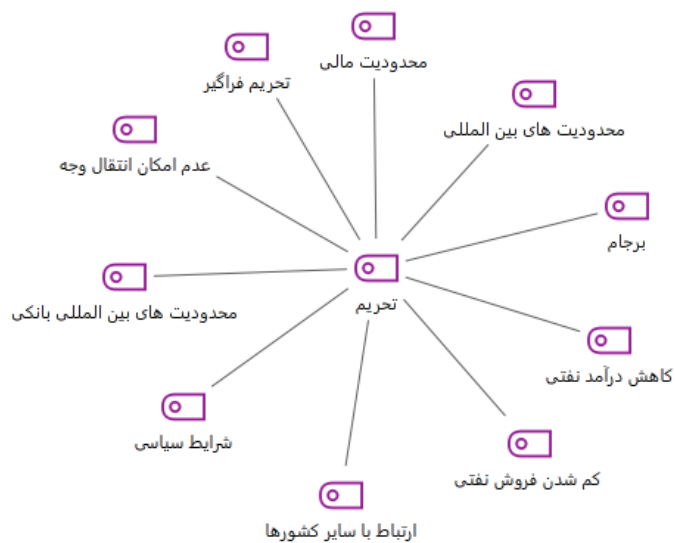 محدودیت مالی
تحریم فراگیر
محدودیت های بین المللی
عدم امکان انتقال وجه
برجام
تحریم
محدودیت های بین المللی بانکی
کاهش درآمد نفتی
شرایط سیاسی
کم شدن فروش نفتی
ارتباط با سایر کشورها